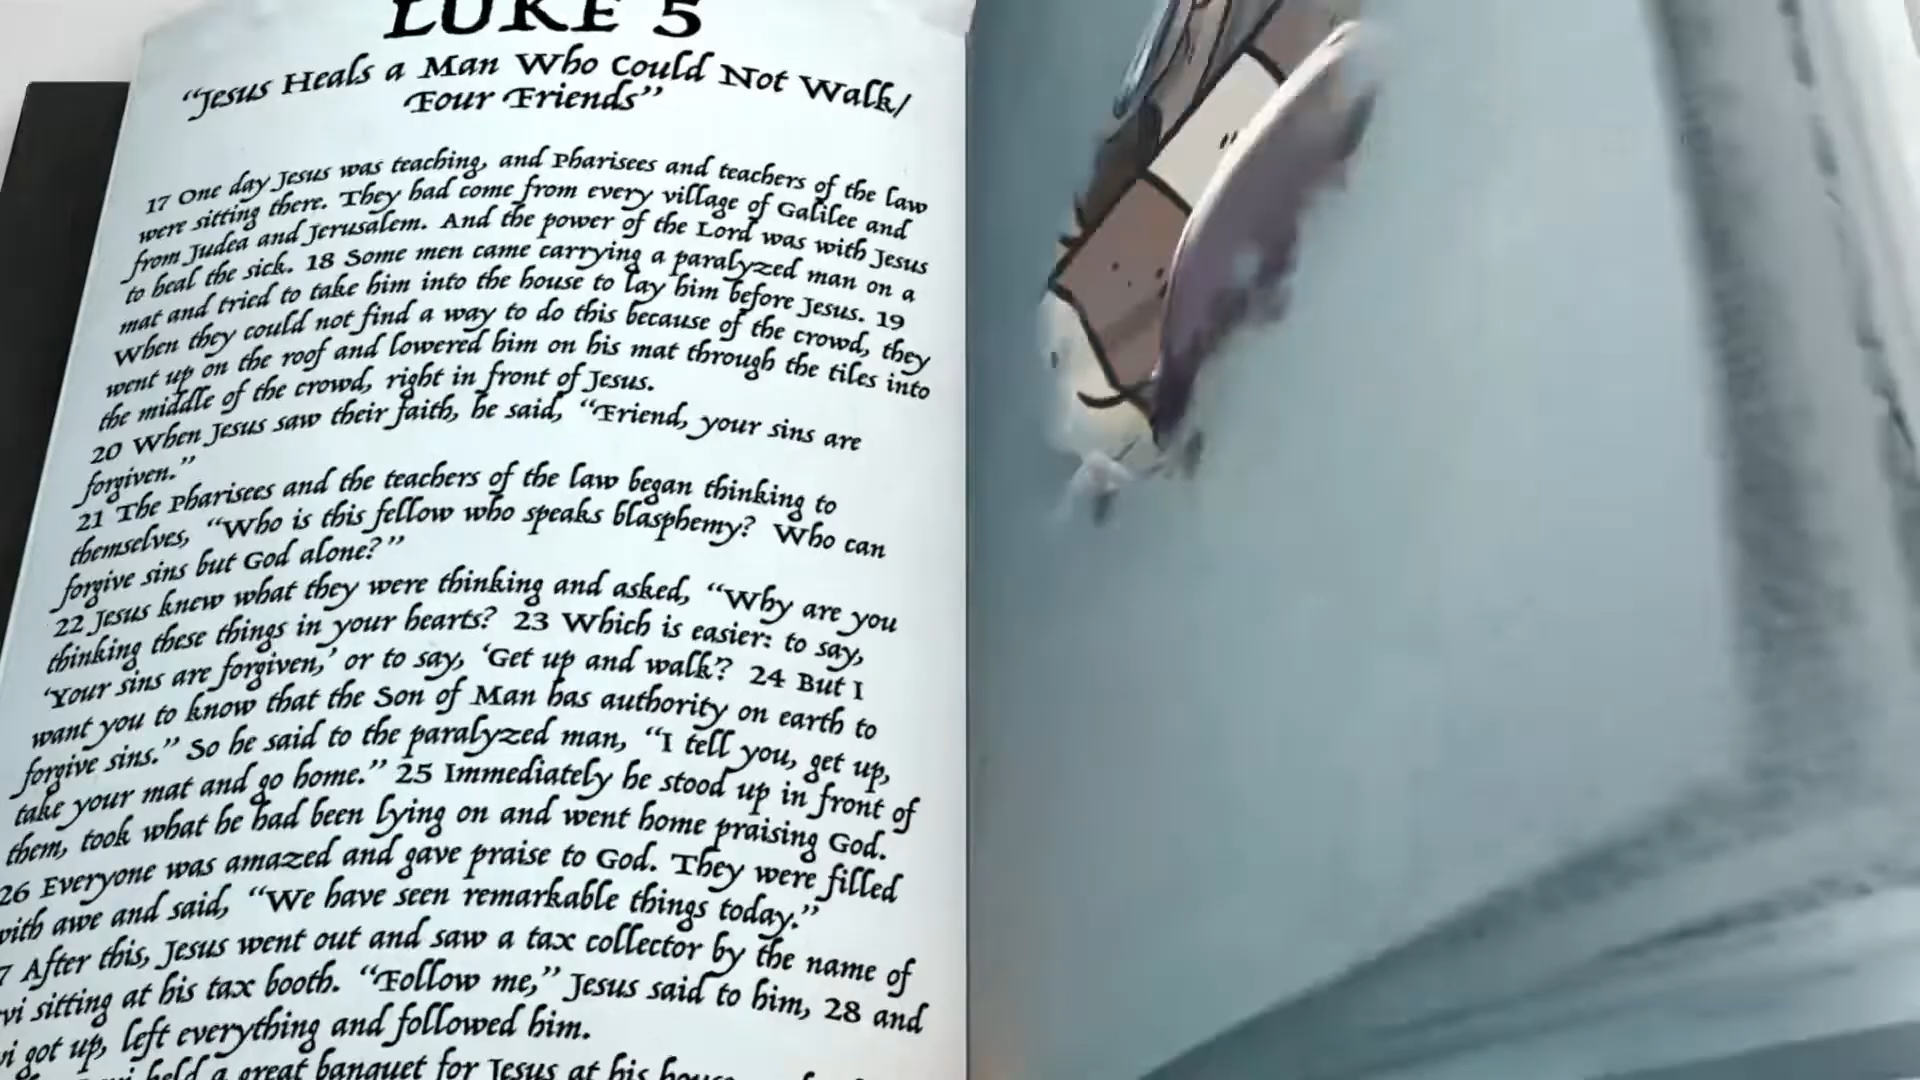 LUKE 5
“Jesus Heals a Man Who Could Not Walk/
Four Friends”
17 One day Jesus was teaching, and Pharisees and teachers of the law
were sitting there. They had come from every village of Galilee and
from Judea and Jerusalem. And the power of the Lord was with Jesus
to heal the sick. 18 Some men came carrying a paralyzed man on a
mat and tried to take him into the house to lay him before Jesus. 19
When they could not find a way to do this because of the crowd, they
went up on the roof and lowered him on his mat through the tiles into
the middle of the crowd, right in front of Jesus.
20 When Jesus saw their faith, he said, “Friend, your sins are
forgiven.”
21 The Pharisees and the teachers of the law began thinking to
themselves, “Who is this fellow who speaks blasphemy? Who can
forgive sins but God alone?”
22 Jesus knew what they were thinking and asked, “Why are you
thinking these things in your hearts? 23 Which is easier: to say,
‘Your sins are forgiven,’ or to say, ‘Get up and walk’? 24 But I
want you to know that the Son of Man has authority on earth to
forgive sins.” So he said to the paralyzed man, “I tell you, get up,
take your mat and go home.” 25 Immediately he stood up in front of
them, took what he had been lying on and went home praising God.
26 Everyone was amazed and gave praise to God. They were filled
with awe and said, “We have seen remarkable things today.”
7 After this, Jesus went out and saw a tax collector by the name of
vi sitting at his tax booth. “Follow me,” Jesus said to him, 28 and
vi got up, left everything and followed him.
held a great banquet for Jesus at his house